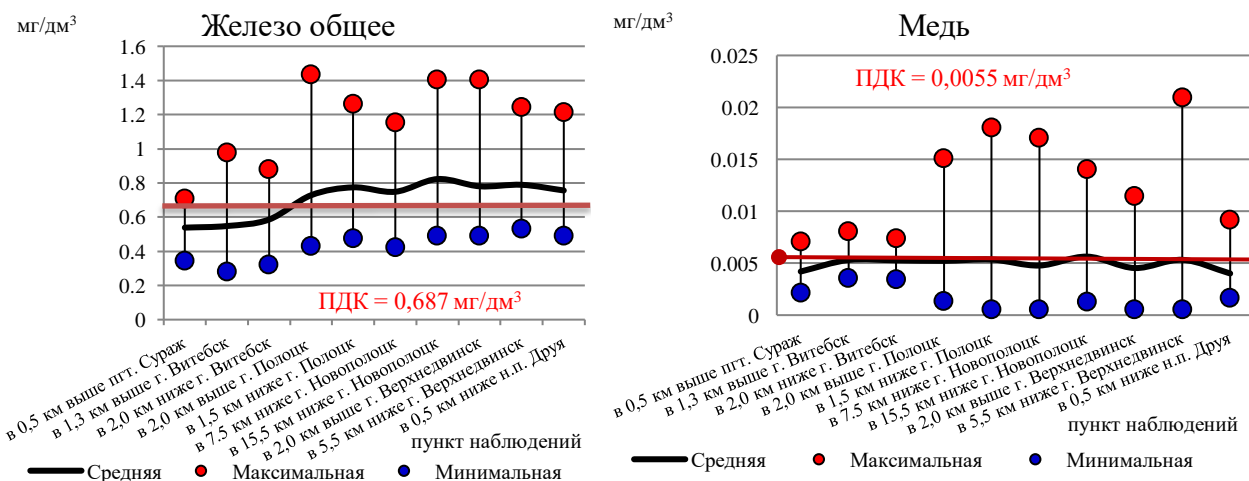 мг/дм³
Железо общее
1.6
1.4
1.2
1
0.8
0.6
0.4
0.2
0
ПДК = 0,687 мг/дм³
в 0,5 км выше пгт. Сураж
в 1,3 км выше г. Витебск
в 2,0 км ниже г. Витебск
в 2,0 км выше г. Полоцк
в 1,5 км ниже г. Полоцк
в 7,5 км ниже г. Новополоцк
в 15,5 км ниже г. Новополоцк
в 2,0 км выше г. Верхнедвинск
в 5,5 км ниже г. Верхнедвинск
в 0,5 км ниже н.п. Друя
пункт наблюдений
Средняя
Максимальная
Минимальная
мг/дм³
Медь
0.025
0.02
0.015
0.01
0.005
0
ПДК = 0,0055 мг/дм³
в 0,5 км выше пгт. Сураж
в 1,3 км выше г. Витебск
в 2,0 км ниже г. Витебск
в 2,0 км выше г. Полоцк
в 1,5 км ниже г. Полоцк
в 7,5 км ниже г. Новополоцк
в 15,5 км ниже г. Новополоцк
в 2,0 км выше г. Верхнедвинск
в 5,5 км ниже г. Верхнедвинск
в 0,5 км ниже н.п. Друя
пункт наблюдений
Средняя
Максимальная
Минимальная